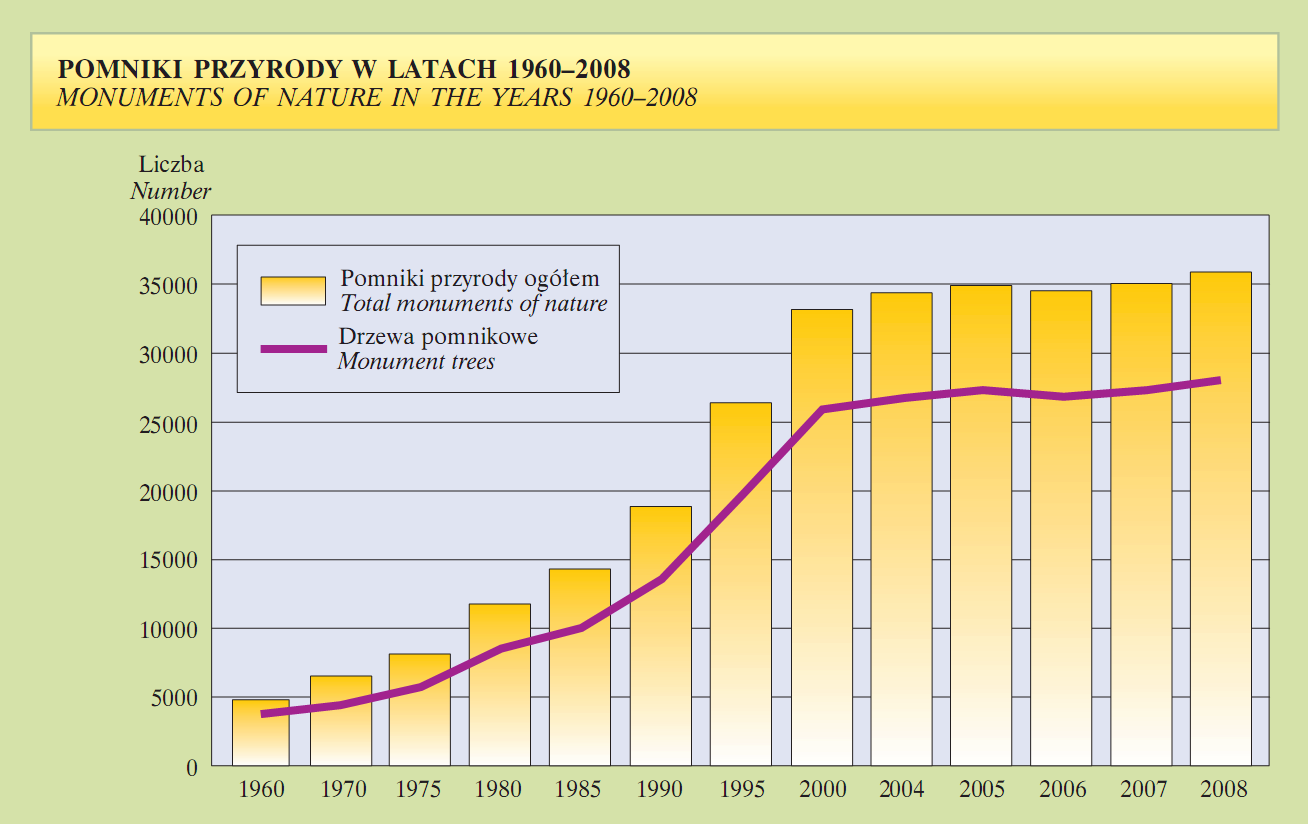 POMNIKI PRZYRODY W LATACH 1960–2008
MONUMENTS OF NATURE IN THE YEARS 1960–2008
Liczba
Number
40000
35000
30000
25000
20000
15000
10000
5000
0
Pomniki przyrody ogółem
Total monuments of nature
Drzewa pomnikowe
Monument trees
1960 1970 1975 1980 1985 1990 1995 2000 2004 2005 2006 2007 2008